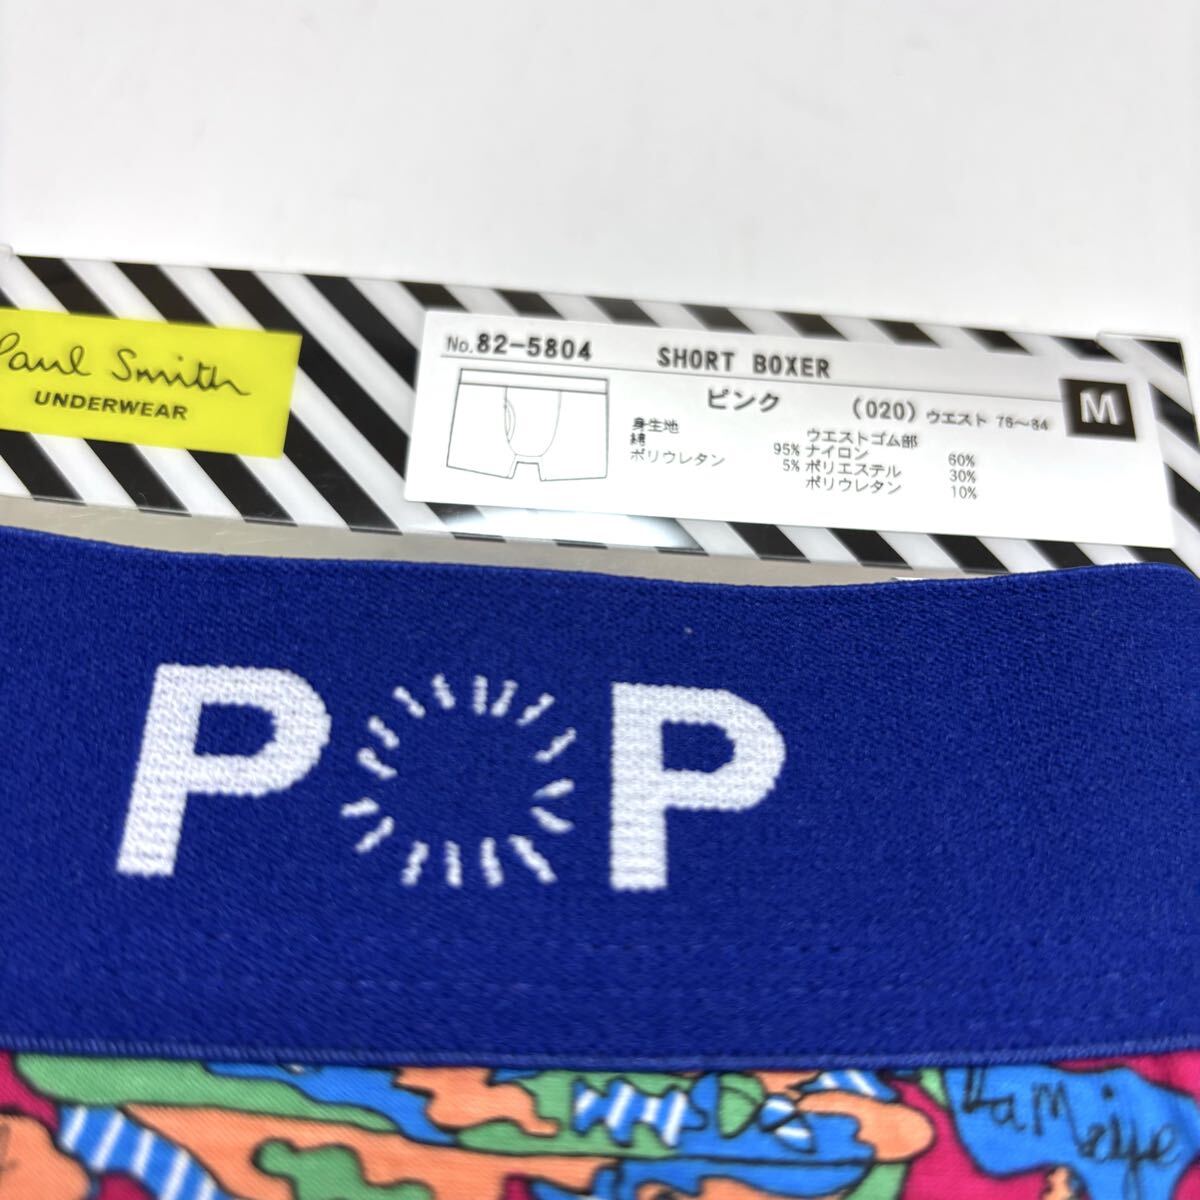 Paul Smith
UNDERWEAR
No.82-5804 SHORT BOXER
ピンク (020) ウエスト 76〜84 M
身生地
綿 95%
ポリウレタン 5%
ウエストゴム部
ナイロン 60%
ポリエステル 30%
ポリウレタン 10%
POP